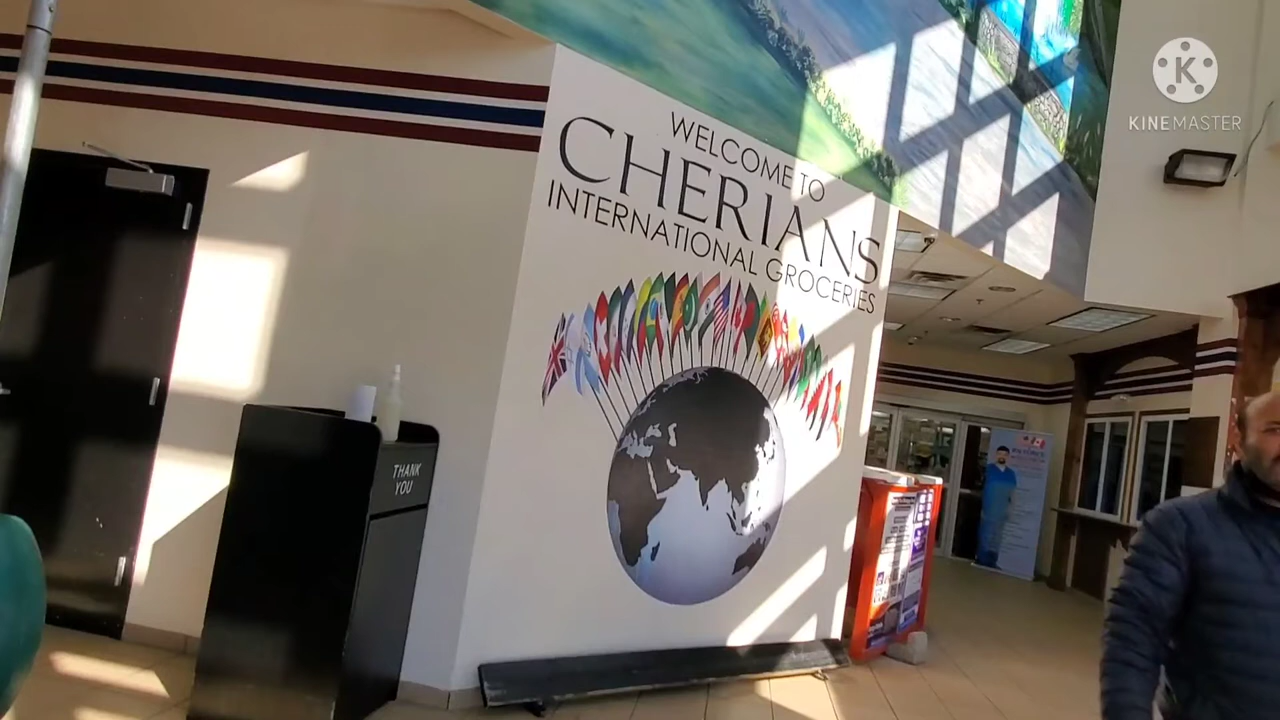 WELCOME TO
CHERIANS
INTERNATIONAL GROCERIES
THANK
YOU
K
KINEMASTER